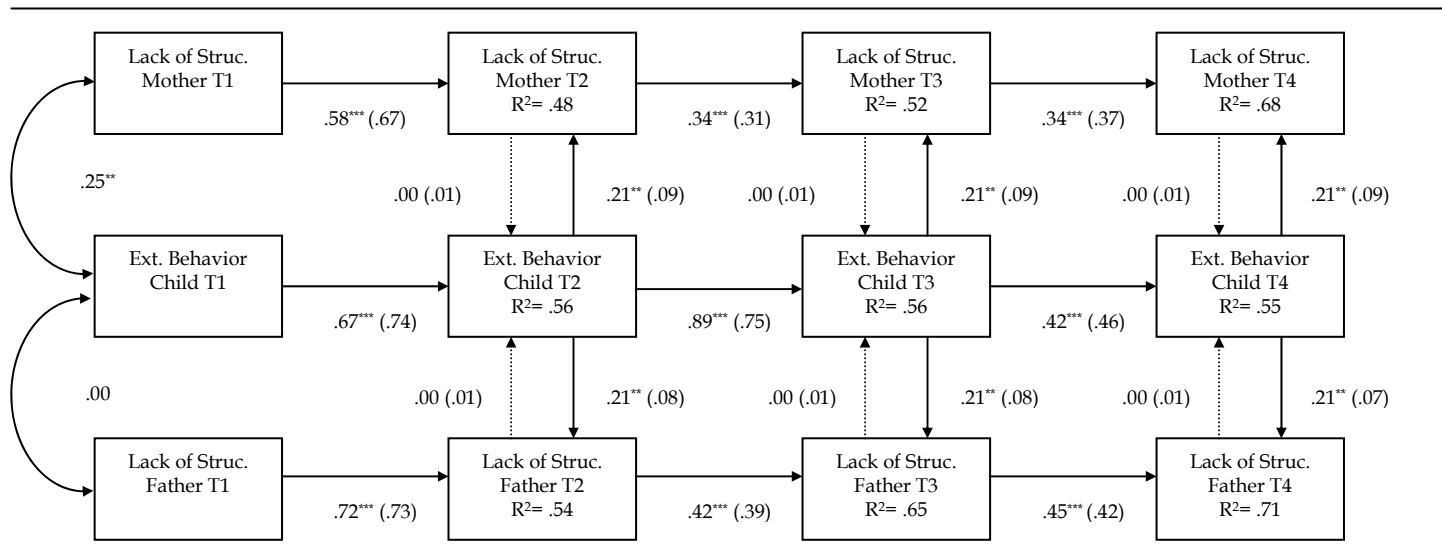 Lack of Struc.
Mother T1
Lack of Struc.
Mother T2
R²= .48
Lack of Struc.
Mother T3
R²= .52
Lack of Struc.
Mother T4
R²= .68
.58*** (.67)
.34*** (.31)
.34*** (.37)
.25**
.00 (.01)
.21** (.09)
.00 (.01)
.21** (.09)
.00 (.01)
.21** (.09)
Ext. Behavior
Child T1
Ext. Behavior
Child T2
R²= .56
Ext. Behavior
Child T3
R²= .56
Ext. Behavior
Child T4
R²= .55
.67*** (.74)
.89*** (.75)
.42*** (.46)
.00
.00 (.01)
.21** (.08)
.00 (.01)
.21** (.08)
.00 (.01)
.21** (.07)
Lack of Struc.
Father T1
Lack of Struc.
Father T2
R²= .54
Lack of Struc.
Father T3
R²= .65
Lack of Struc.
Father T4
R²= .71
.72*** (.73)
.42*** (.39)
.45*** (.42)